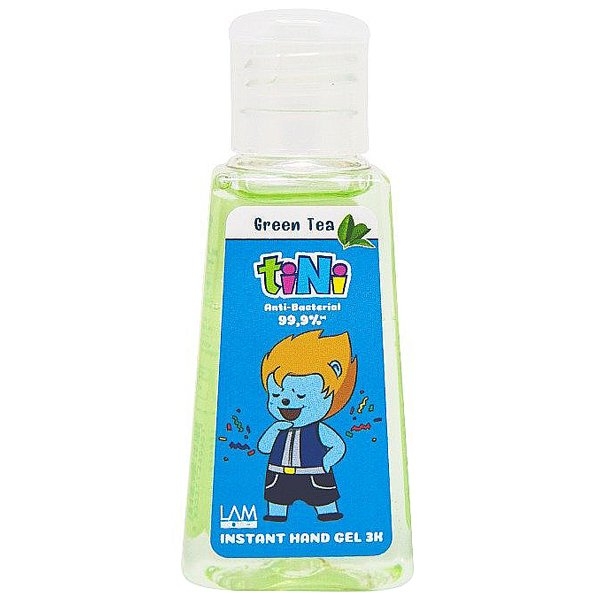 Green Tea
tiNi
Anti-Bacterial
99,9%
LAM
INSTANT HAND GEL 3K